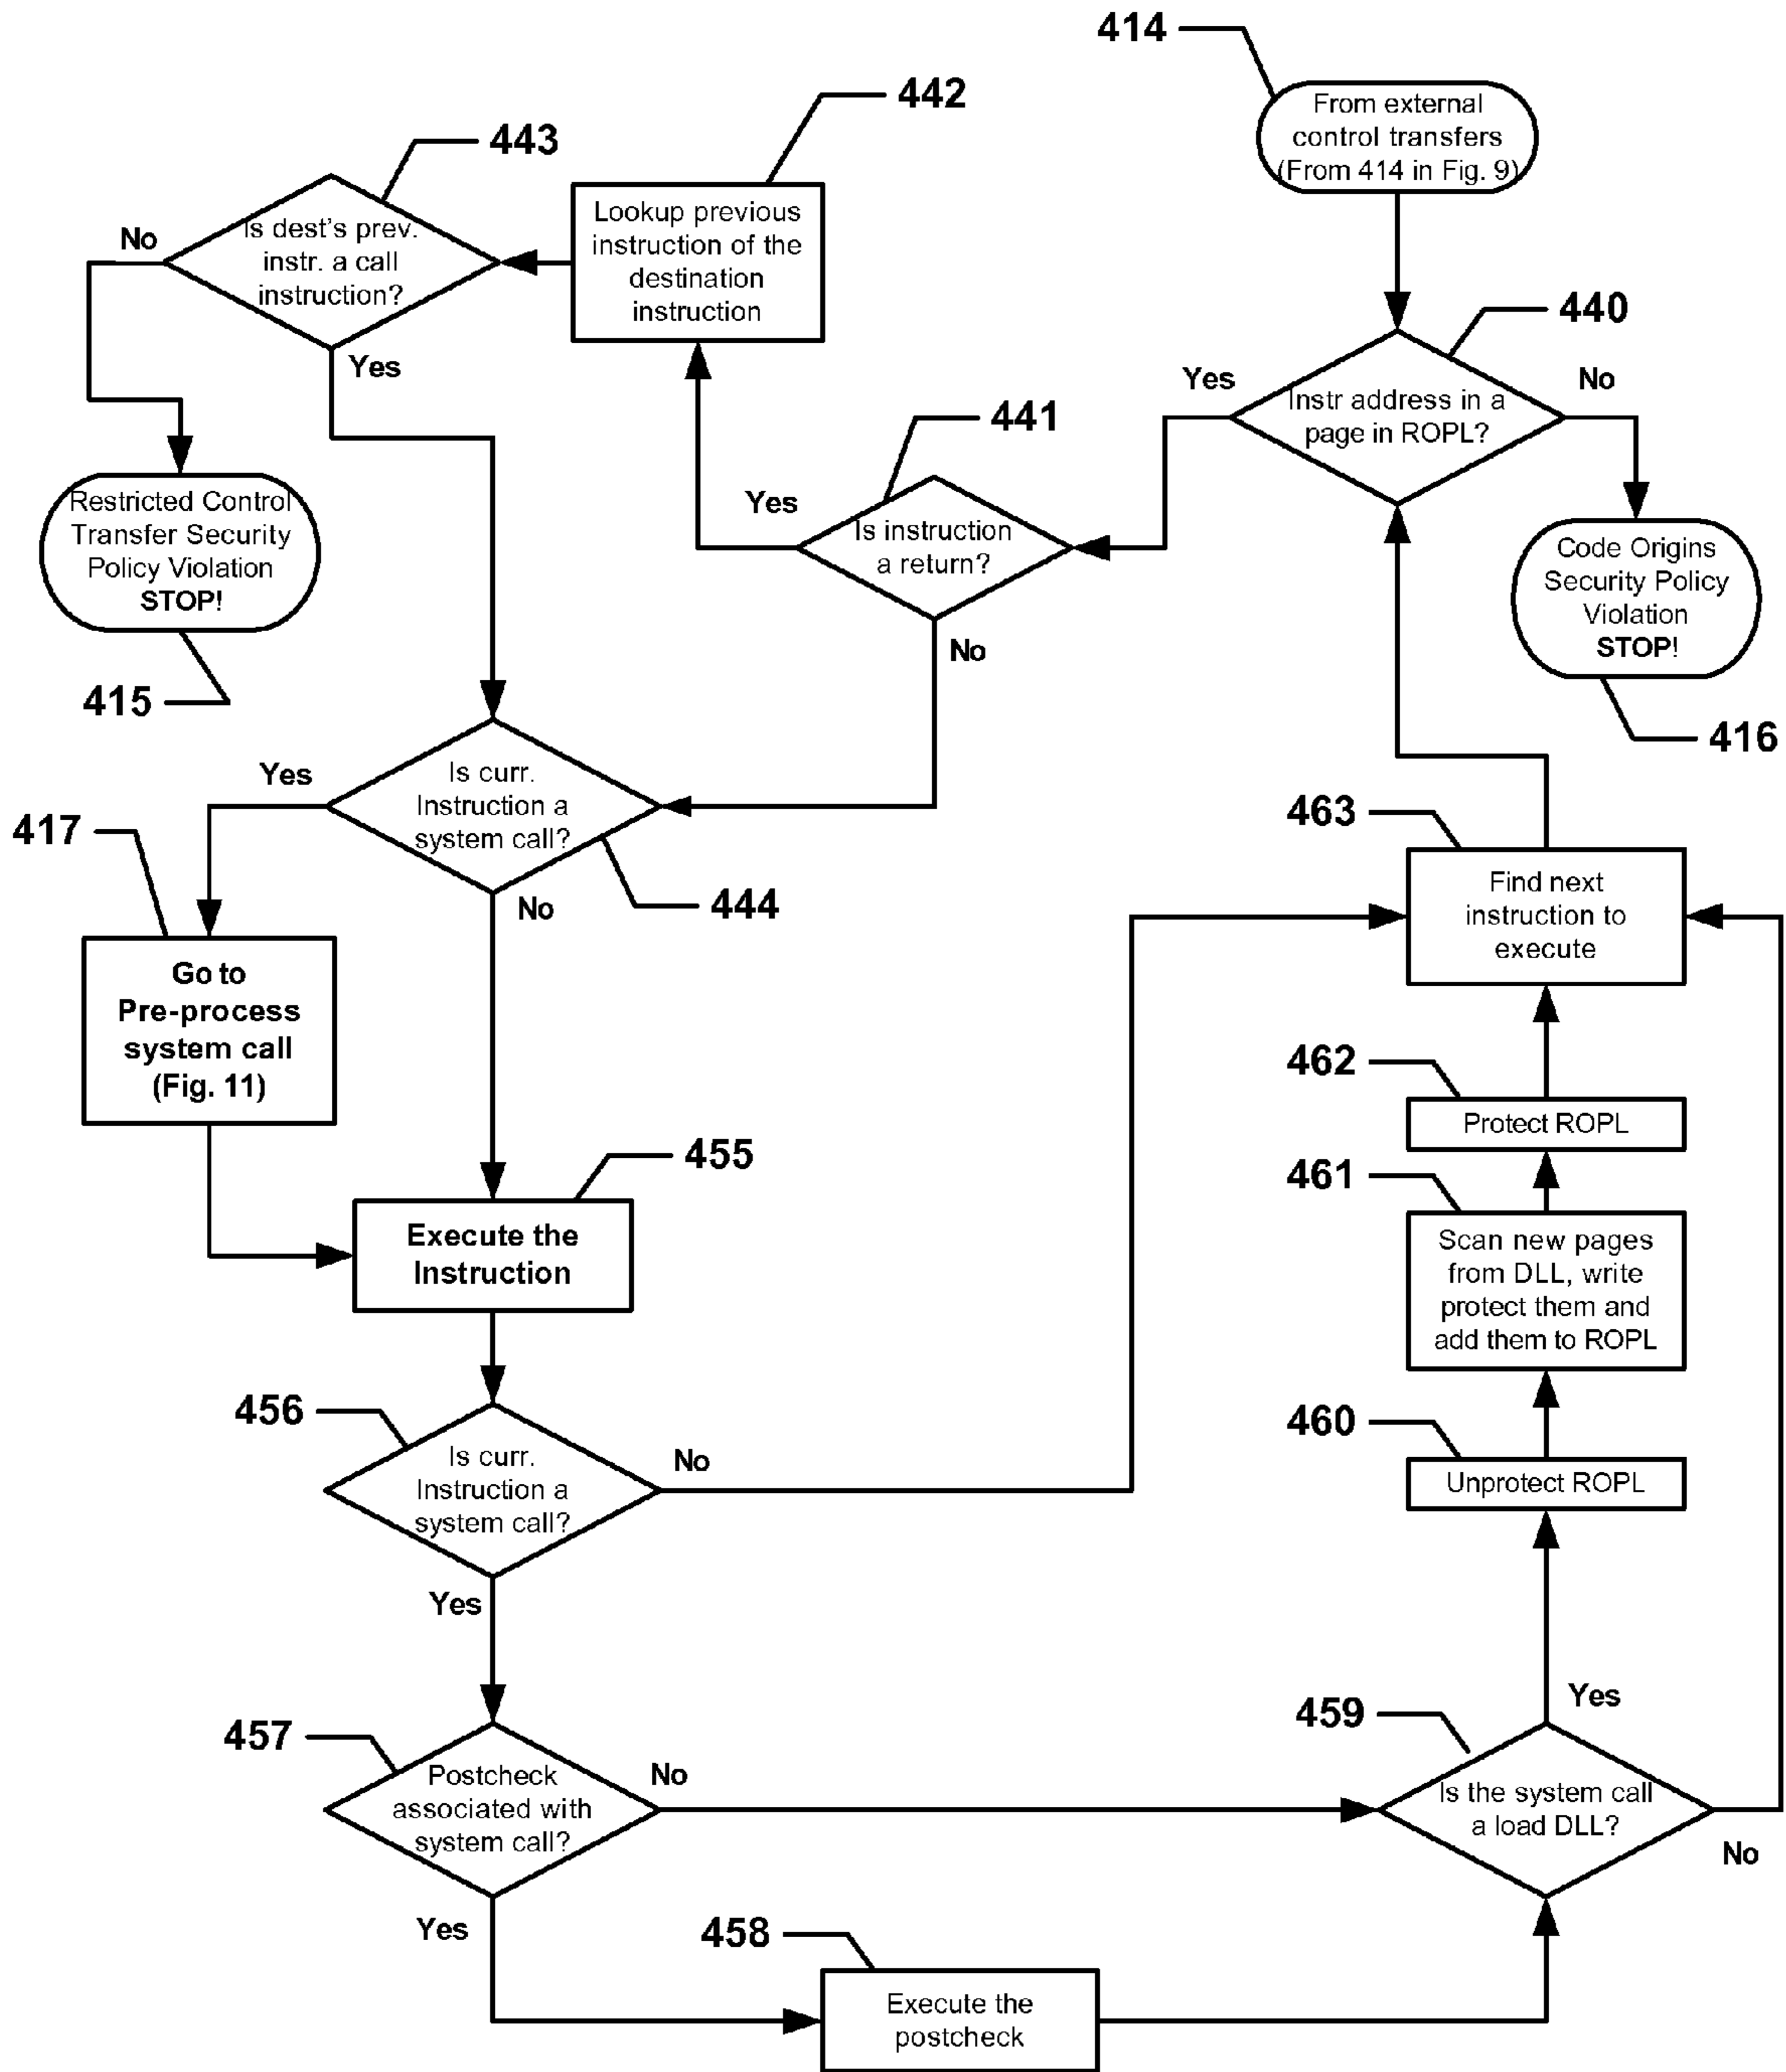 414
From external
control transfers
(From 414 in Fig. 9)
442
443
Lookup previous
instruction of the
destination
instruction
No
Is dest's prev.
instr. a call
instruction?
Yes
440
Yes
No
Instr address in a
page in ROPL?
441
Yes
Is instruction
a return?
No
Restricted Control
Transfer Security
Policy Violation
STOP!
415
Code Origins
Security Policy
Violation
STOP!
416
Yes
Is curr.
Instruction a
system call?
No
444
417
Go to
Pre-process
system call
(Fig. 11)
463
Find next
instruction to
execute
462
Protect ROPL
455
Execute the
Instruction
461
Scan new pages
from DLL, write
protect them and
add them to ROPL
456
Is curr.
Instruction a
system call?
No
Yes
460
Unprotect ROPL
457
Postcheck
associated with
system call?
No
Yes
459
Yes
Is the system call
a load DLL?
No
458
Execute the
postcheck